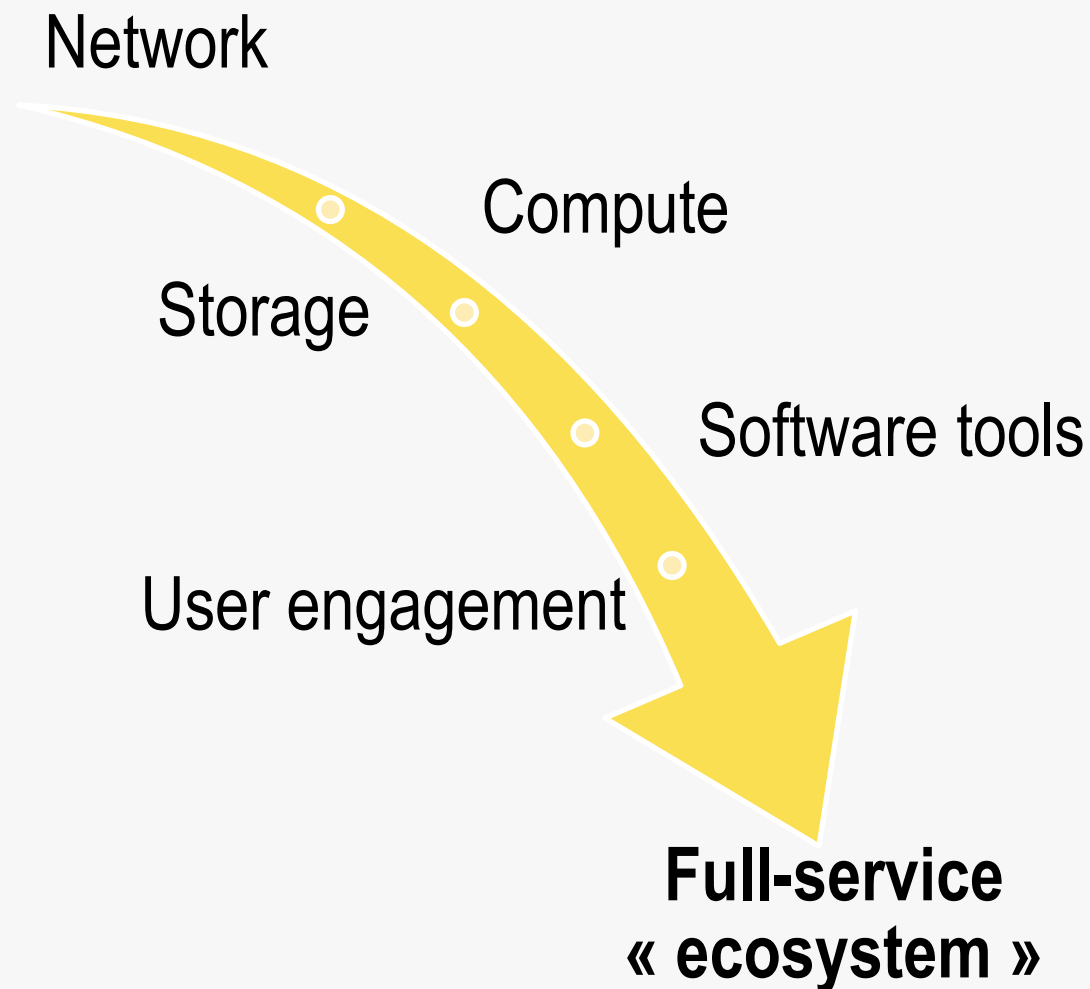 Network
Compute
Storage
Software tools
User engagement
Full-service
« ecosystem »